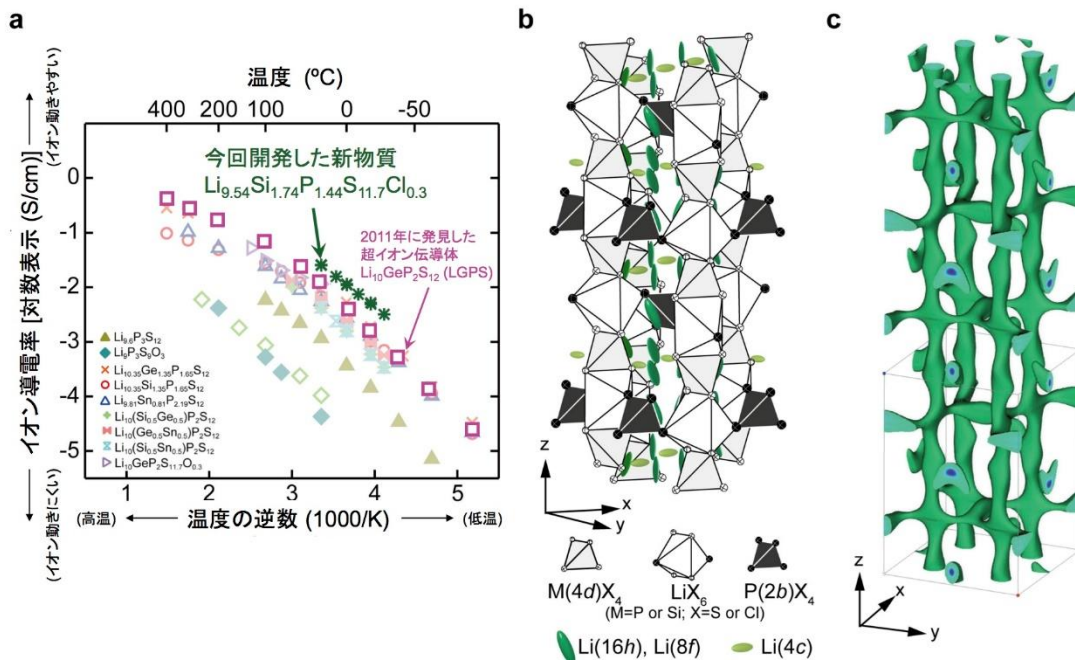 a
温度 (ºC)
400 200 100 0 -50
(イオン動きやすい)
イオン導電率 [対数表示 (S/cm)]
(イオン動きにくい)
0
-1
-2
-3
-4
-5
今回開発した新物質
Li9.54Si1.74P1.44S11.7Cl0.3
2011年に発見した
超イオン伝導体
Li10GeP2S12 (LGPS)
Li9.6P3S12
Li9P3S9O3
Li10.35Ge1.35P1.65S12
Li10.35Si1.35P1.65S12
Li9.81Sn0.81P2.19S12
Li10(Si0.5Ge0.5)P2S12
Li10(Ge0.5Sn0.5)P2S12
Li10(Si0.5Sn0.5)P2S12
Li10GeP2S11.7O0.3
1 2 3 4 5
(高温) 温度の逆数 (1000/K) (低温)
b
z
x
y
M(4d)X4 LiX6 P(2b)X4
(M=P or Si; X=S or Cl)
Li(16h), Li(8f) Li(4c)
c
z
x
y